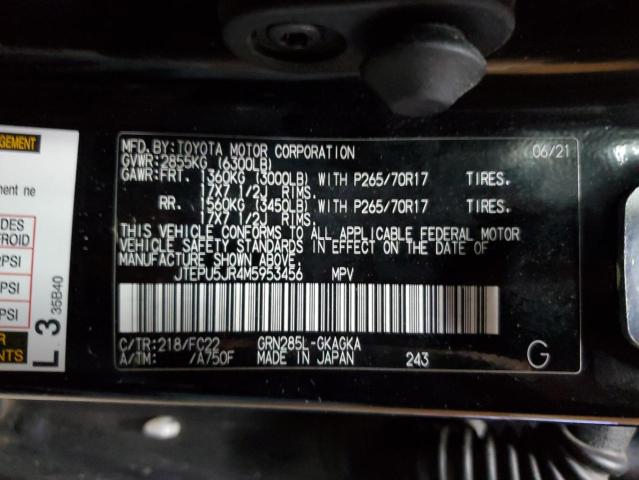 MFD.BY:TOYOTA MOTOR CORPORATION 06/21
GVWR:2855KG (6300LB)
GAWR:FRT. 1360KG (3000LB) WITH P265/70R17 TIRES.
17X7 1/2J RIMS.
RR. 1560KG (3450LB) WITH P265/70R17 TIRES.
17X7 1/2J RIMS.
THIS VEHICLE CONFORMS TO ALL APPLICABLE FEDERAL MOTOR
VEHICLE SAFETY STANDARDS IN EFFECT ON THE DATE OF
MANUFACTURE SHOWN ABOVE.
JTEPU5JR4M5953456 MPV
C/TR:218/FC22 GRN285L-GKAGKA
A/TM: /A750F MADE IN JAPAN 243
G
ment ne
PSI
PSI
L3
35B40